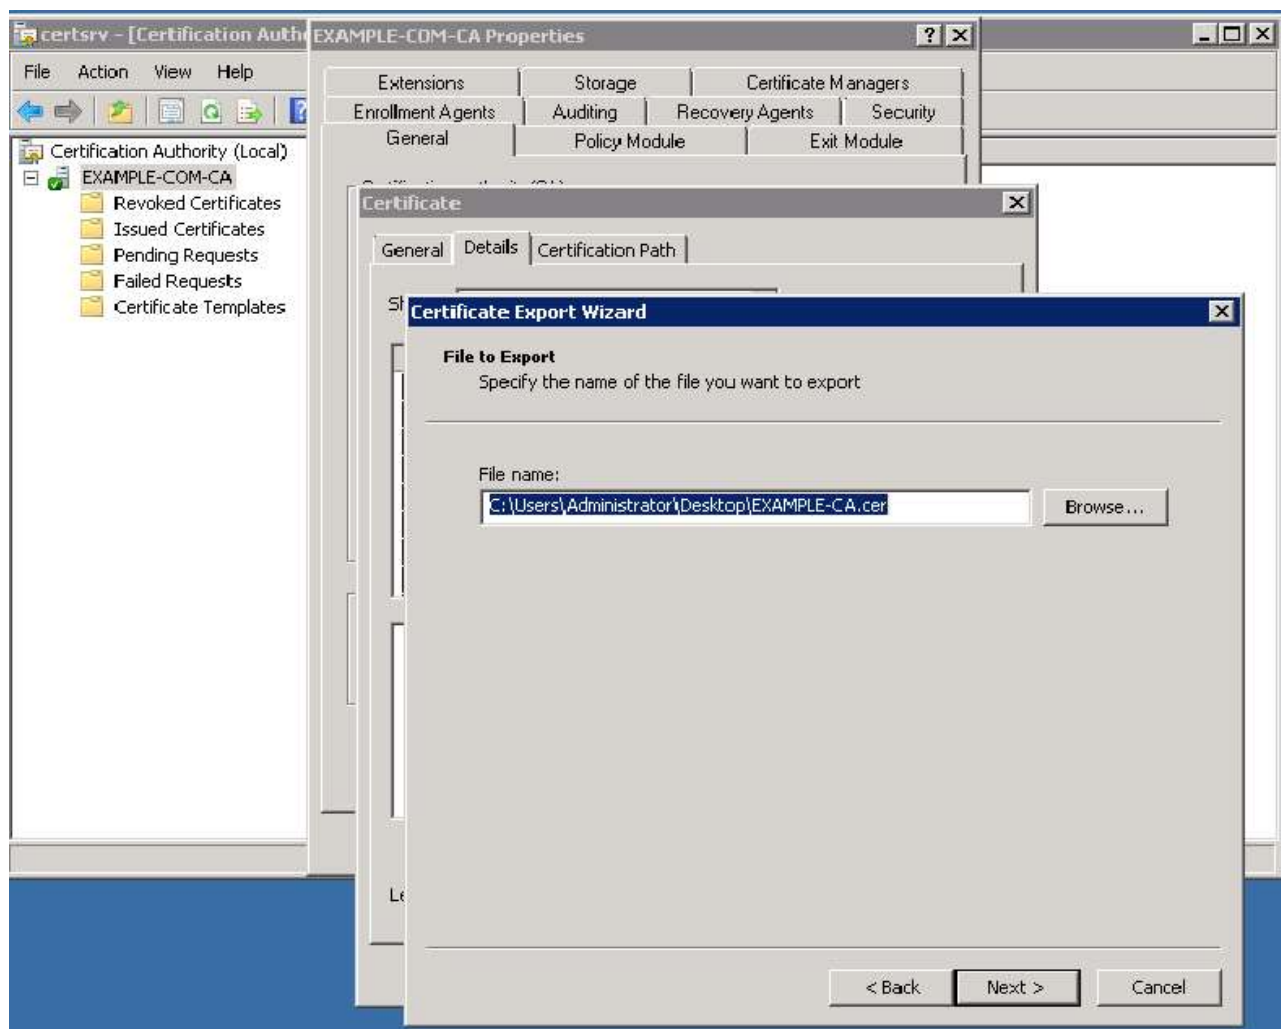 certsrv - [Certification Auth
File Action View Help
Certification Authority (Local)
EXAMPLE-COM-CA
Revoked Certificates
Issued Certificates
Pending Requests
Failed Requests
Certificate Templates
EXAMPLE-COM-CA Properties
Extensions Storage Certificate Managers
Enrollment Agents Auditing Recovery Agents Security
General Policy Module Exit Module
Certificate
General Details Certification Path
Certificate Export Wizard
File to Export
Specify the name of the file you want to export
File name:
C:\Users\Administrator\Desktop\EXAMPLE-CA.cer
Browse...
< Back Next > Cancel